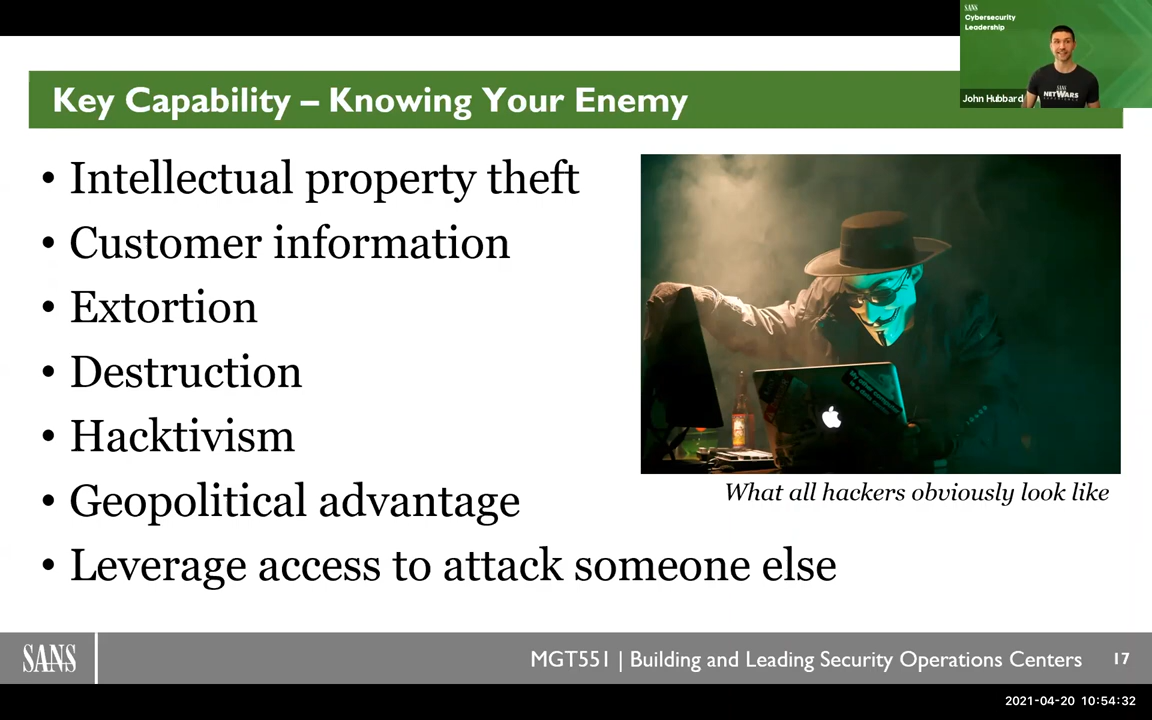 SANS
Cybersecurity
Leadership
John Hubbard
SANS
NETWARS
Key Capability – Knowing Your Enemy
• Intellectual property theft
• Customer information
• Extortion
• Destruction
• Hacktivism
• Geopolitical advantage
• Leverage access to attack someone else
What all hackers obviously look like
SANS
MGT551 | Building and Leading Security Operations Centers
17
2021-04-20 10:54:32